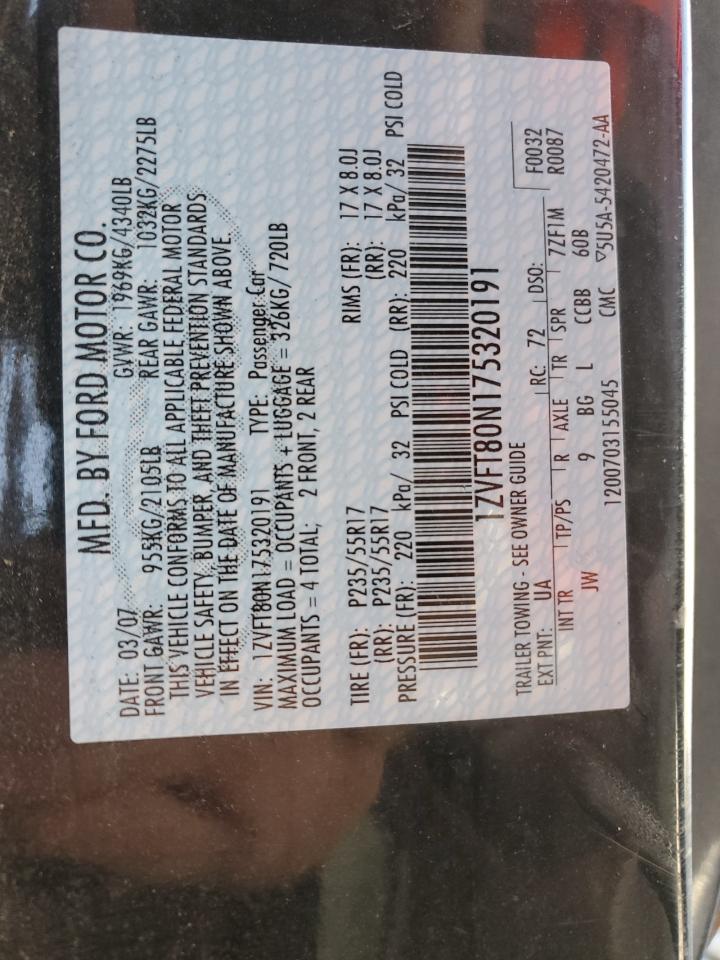 MFD. BY FORD MOTOR CO.
DATE: 03/07 GVWR: 1969KG/4340LB
FRONT GAWR: 955KG/2105LB REAR GAWR: 1032KG/2275LB
THIS VEHICLE CONFORMS TO ALL APPLICABLE FEDERAL MOTOR
VEHICLE SAFETY, BUMPER, AND THEFT PREVENTION STANDARDS
IN EFFECT ON THE DATE OF MANUFACTURE SHOWN ABOVE.
VIN: 1ZVFT80N175320191 TYPE: Passenger Car
MAXIMUM LOAD = OCCUPANTS + LUGGAGE = 326KG/720LB
OCCUPANTS = 4 TOTAL; 2 FRONT, 2 REAR
TIRE (FR): P235/55R17 RIMS (FR): 17 X 8.0J
(RR): P235/55R17 (RR): 17 X 8.0J
PRESSURE (FR): 220 kPa/ 32 PSI COLD (RR): 220 kPa/ 32 PSI COLD
1ZVFT80N175320191
TRAILER TOWING - SEE OWNER GUIDE
EXT PNT: UA RC: 72 DSO: F0032
INT TR TP/PS R AXLE TR SPR 7ZF1M R0087
JW 9 BG L CCBB 60B
1200703155045 CMC ▽5U5A-5420472-AA